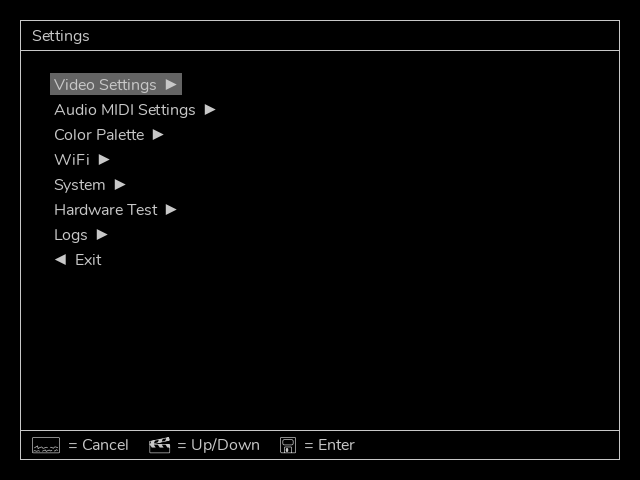 Settings
Video Settings ►
Audio MIDI Settings ►
Color Palette ►
WiFi ►
System ►
Hardware Test ►
Logs ►
◄ Exit
= Cancel = Up/Down = Enter